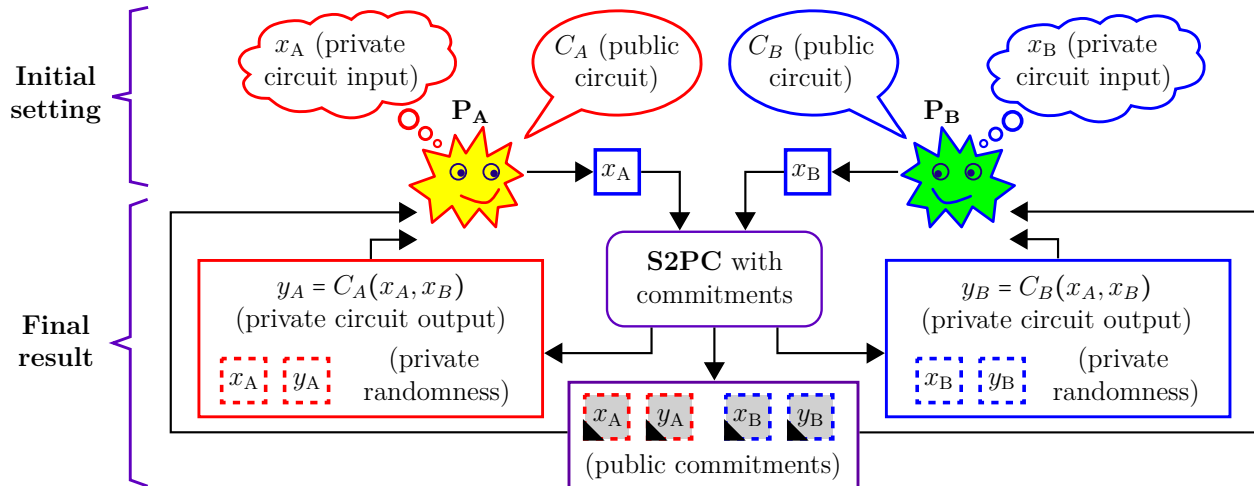 Initial
setting
x_A (private
circuit input)
C_A (public
circuit)
C_B (public
circuit)
x_B (private
circuit input)
P_A
P_B
x_A
x_B
S2PC with
commitments
Final
result
y_A = C_A(x_A, x_B)
(private circuit output)
x_A y_A (private
randomness)
y_B = C_B(x_A, x_B)
(private circuit output)
x_B y_B (private
randomness)
x_A y_A x_B y_B
(public commitments)